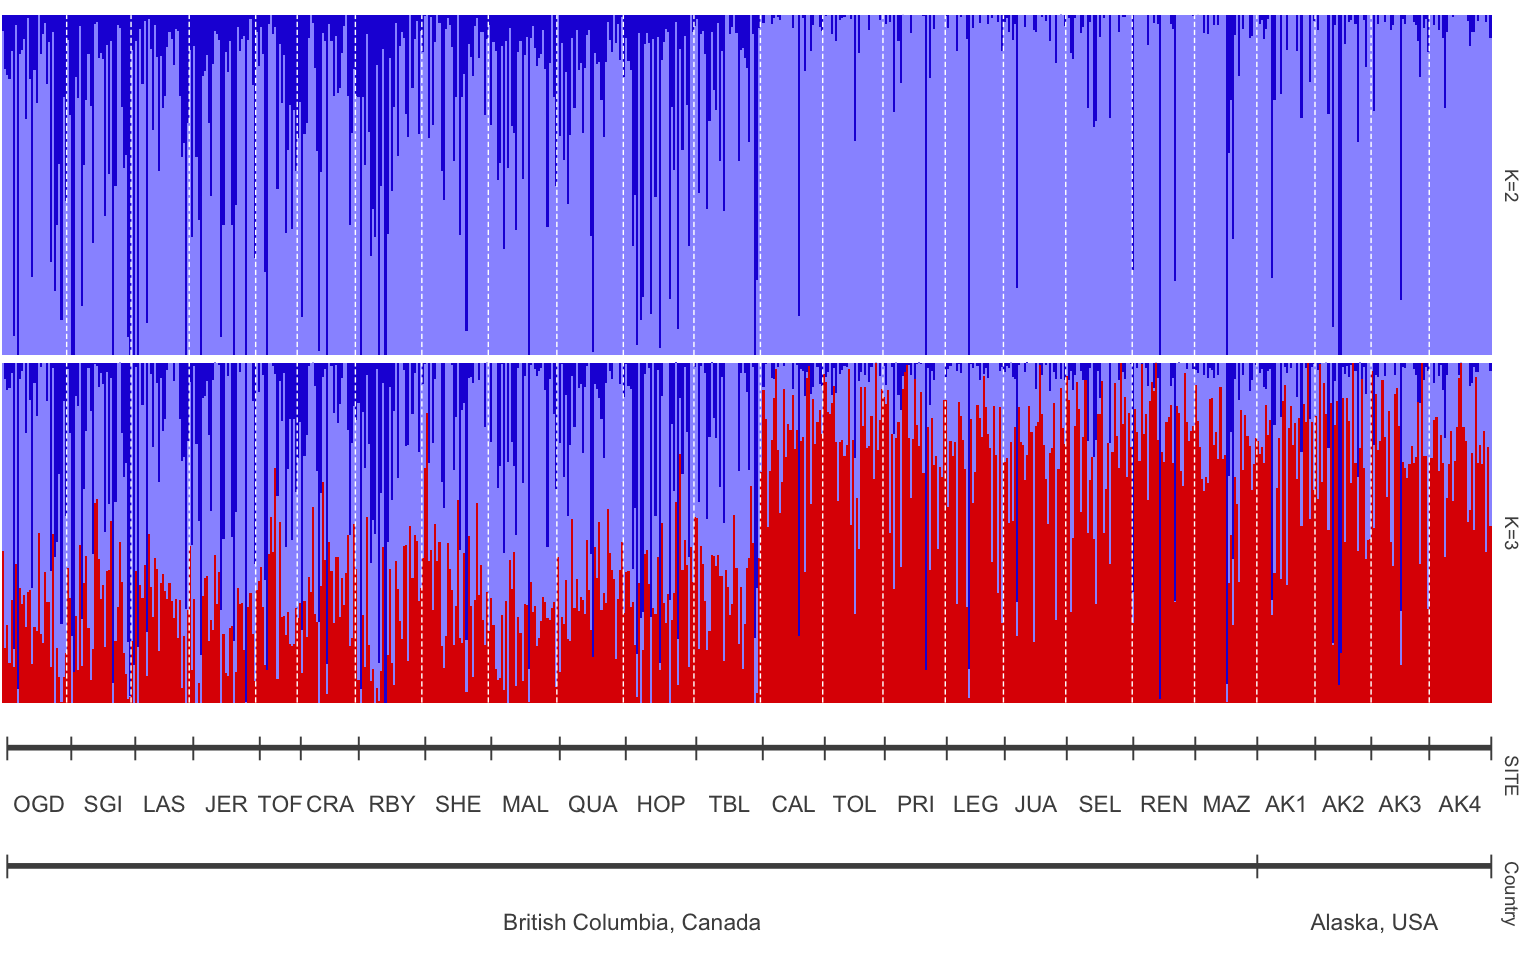 K=2
K=3
SITE
OGD SGI LAS JER TOF CRA RBY SHE MAL QUA HOP TBL CAL TOL PRI LEG JUA SEL REN MAZ AK1 AK2 AK3 AK4
Country
British Columbia, Canada Alaska, USA